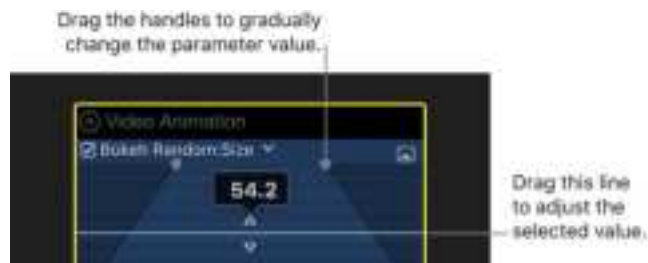 Drag the handles to gradually
change the parameter value.
Video Animation
Bokeh Random:Size
54.2
Drag this line
to adjust the
selected value.